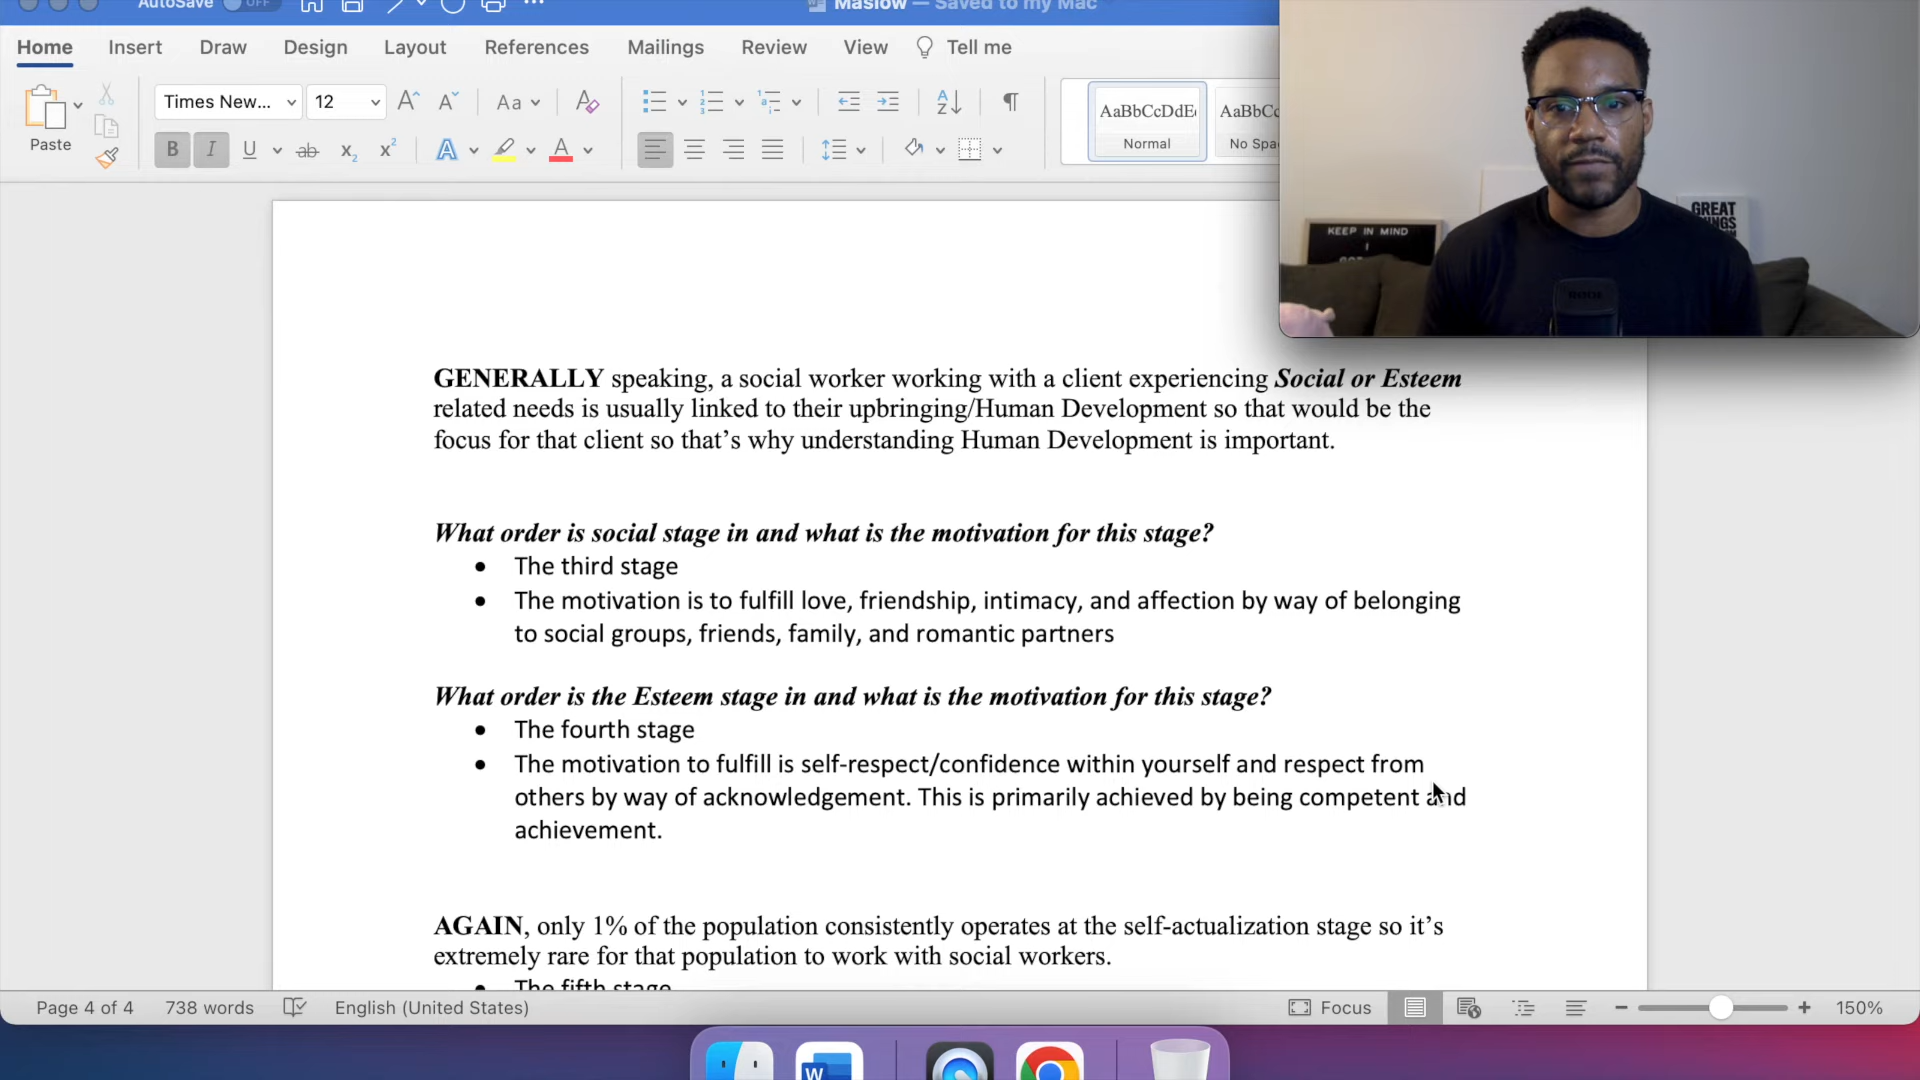 AutoSave OFF
Maslow — Saved to my Mac
Home Insert Draw Design Layout References Mailings Review View Tell me
Paste
Times New... 12 Aa
AaBbCcDdEe AaBbCc
B I U ab x2 x2 A A
Normal No Spa
KEEP IN MIND
I
GREAT
GENERALLY speaking, a social worker working with a client experiencing Social or Esteem
related needs is usually linked to their upbringing/Human Development so that would be the
focus for that client so that’s why understanding Human Development is important.
What order is social stage in and what is the motivation for this stage?
• The third stage
• The motivation is to fulfill love, friendship, intimacy, and affection by way of belonging
to social groups, friends, family, and romantic partners
What order is the Esteem stage in and what is the motivation for this stage?
• The fourth stage
• The motivation to fulfill is self-respect/confidence within yourself and respect from
others by way of acknowledgement. This is primarily achieved by being competent and
achievement.
AGAIN, only 1% of the population consistently operates at the self-actualization stage so it’s
extremely rare for that population to work with social workers.
• The fifth stage
Page 4 of 4 738 words English (United States) Focus 150%
W